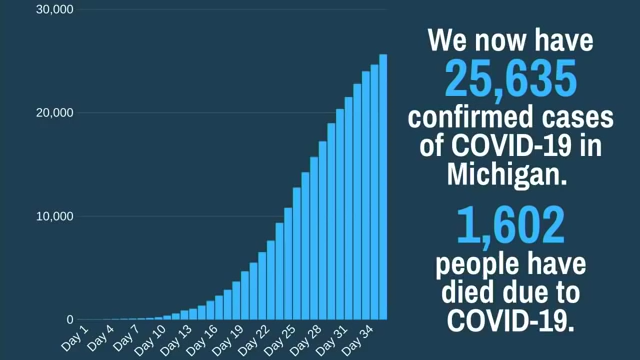 30,000
20,000
10,000
0
Day 1
Day 4
Day 7
Day 10
Day 13
Day 16
Day 19
Day 22
Day 25
Day 28
Day 31
Day 34
We now have
25,635
confirmed cases
of COVID-19 in
Michigan.
1,602
people have
died due to
COVID-19.